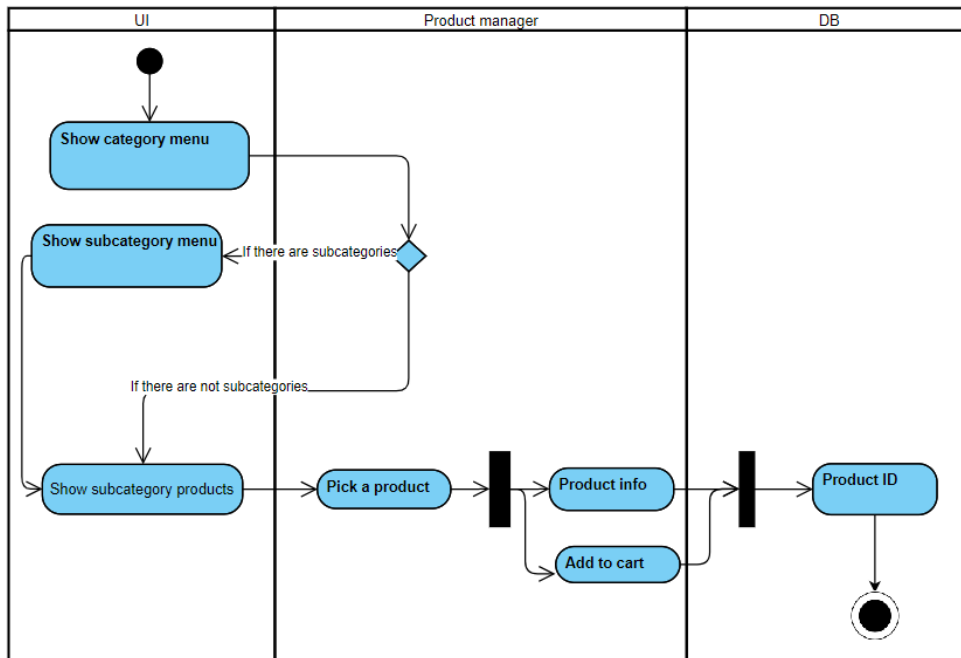 UI
Product manager
DB
Show category menu
Show subcategory menu
If there are subcategories
If there are not subcategories
Show subcategory products
Pick a product
Product info
Product ID
Add to cart